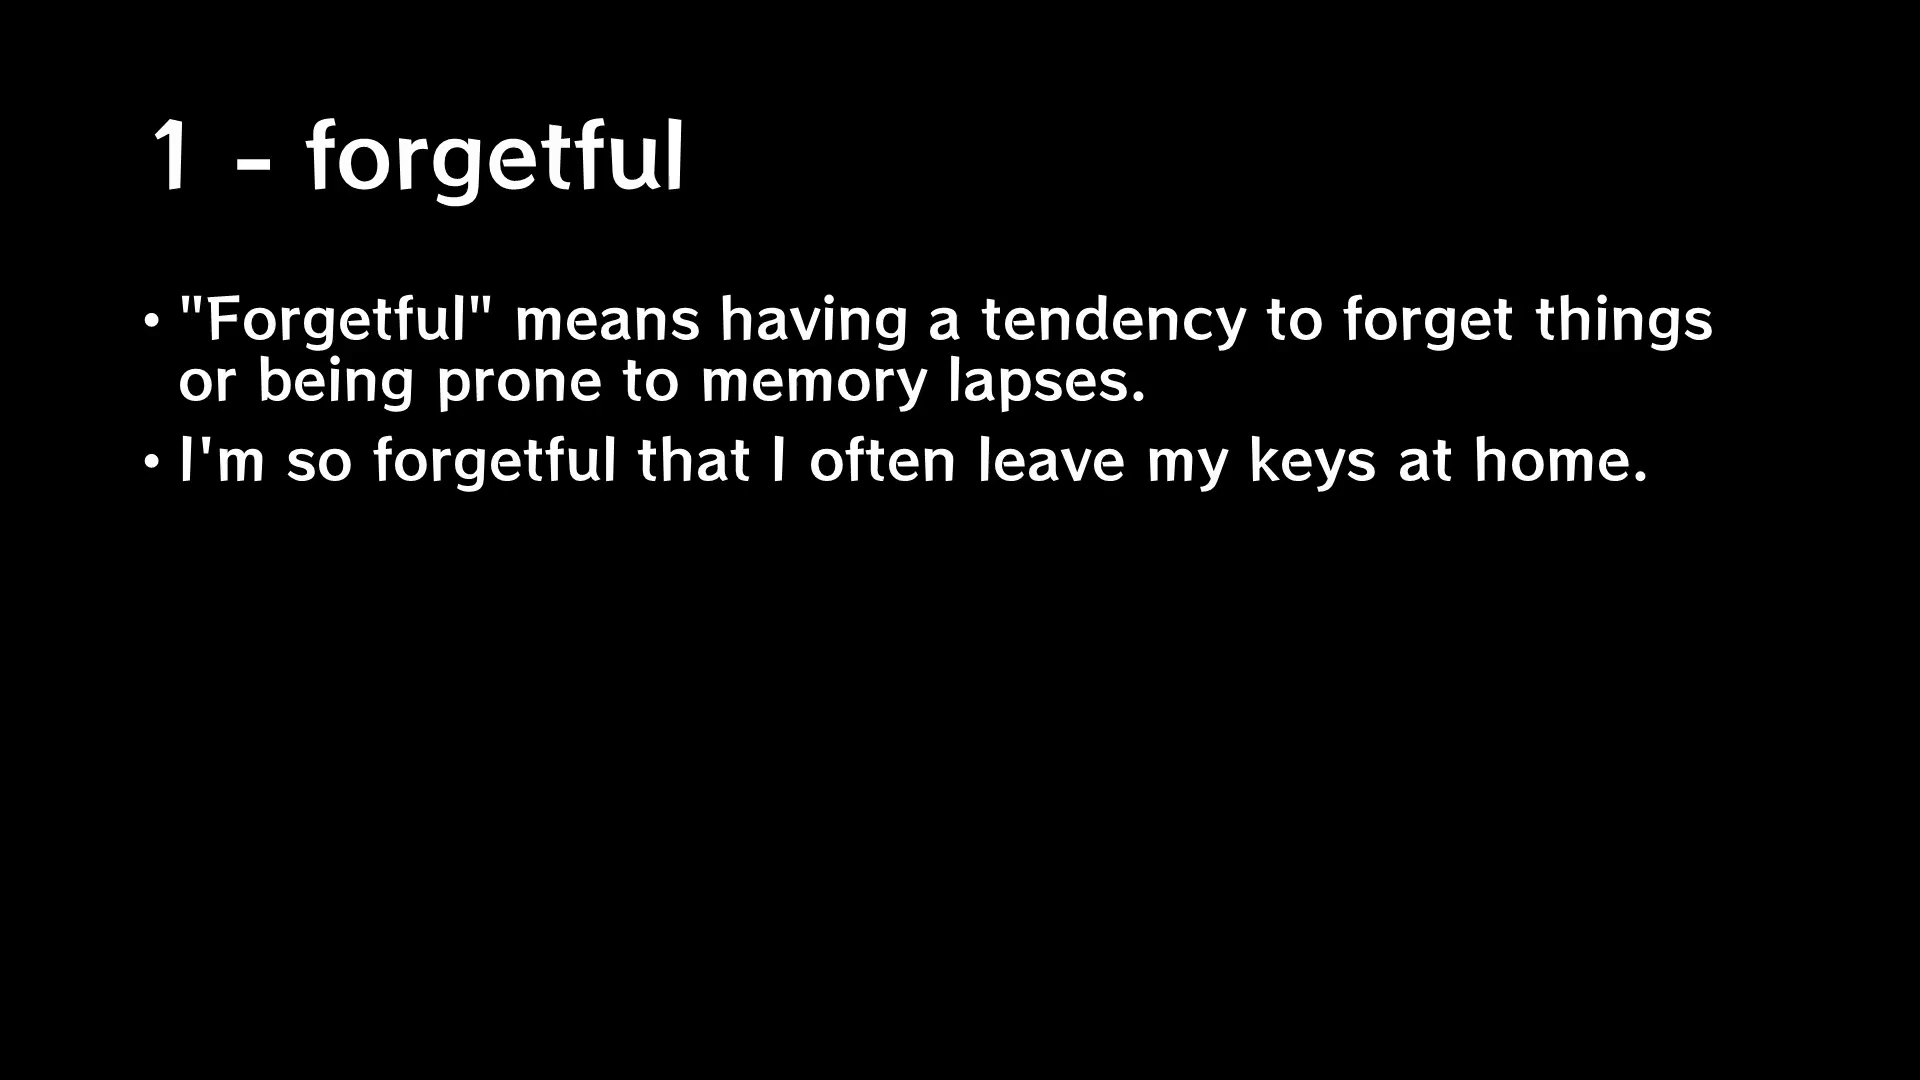 1 - forgetful
• "Forgetful" means having a tendency to forget things
or being prone to memory lapses.
• I'm so forgetful that I often leave my keys at home.